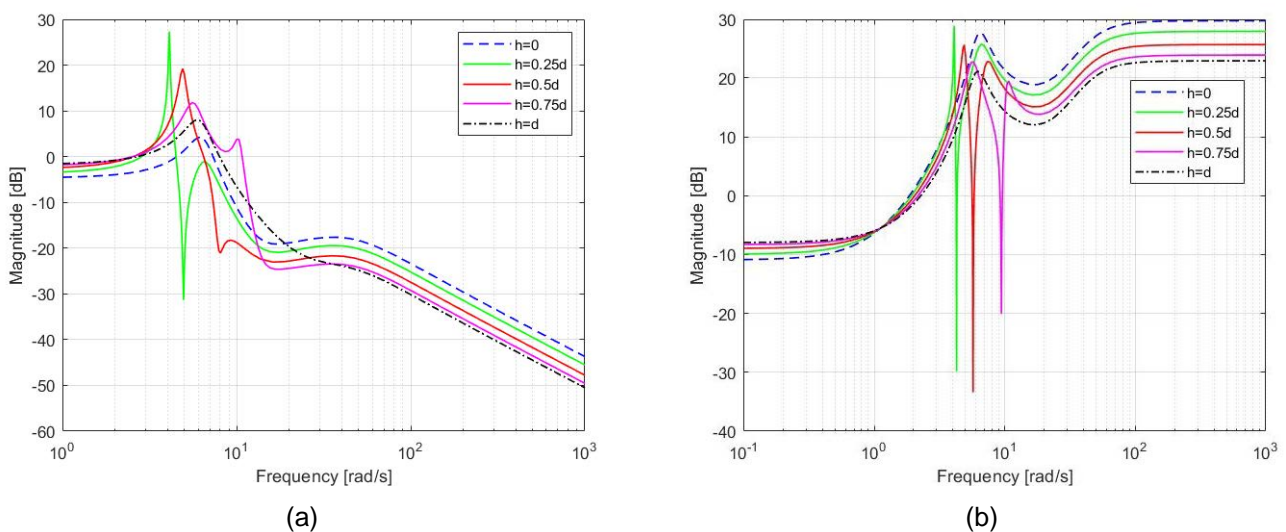 30
20
10
0
-10
-20
-30
-40
-50
-60
Magnitude [dB]
h=0
h=0.25d
h=0.5d
h=0.75d
h=d
10^0
10^1
10^2
10^3
Frequency [rad/s]
(a)
30
20
10
0
-10
-20
-30
-40
Magnitude [dB]
h=0
h=0.25d
h=0.5d
h=0.75d
h=d
10^-1
10^0
10^1
10^2
10^3
Frequency [rad/s]
(b)